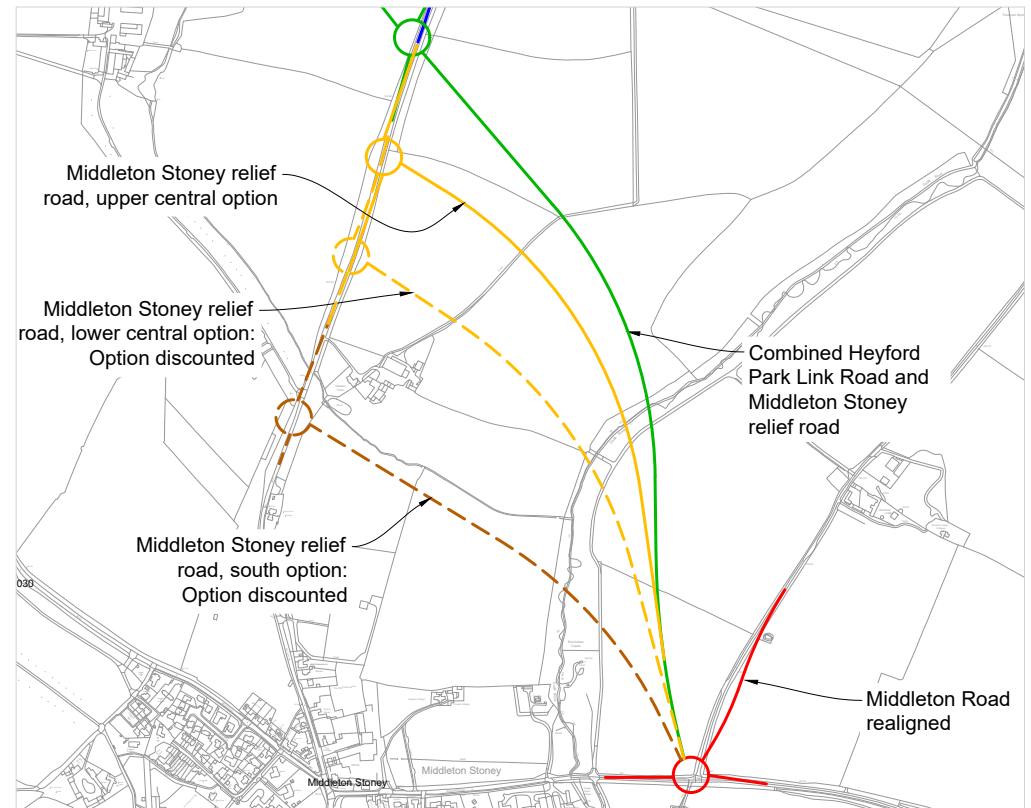 Middleton Stoney relief
road, upper central option
Middleton Stoney relief
road, lower central option:
Option discounted
Combined Heyford
Park Link Road and
Middleton Stoney
relief road
Middleton Stoney relief
road, south option:
Option discounted
030
Middleton Road
realigned
Middleton Stoney
Middleton Stoney